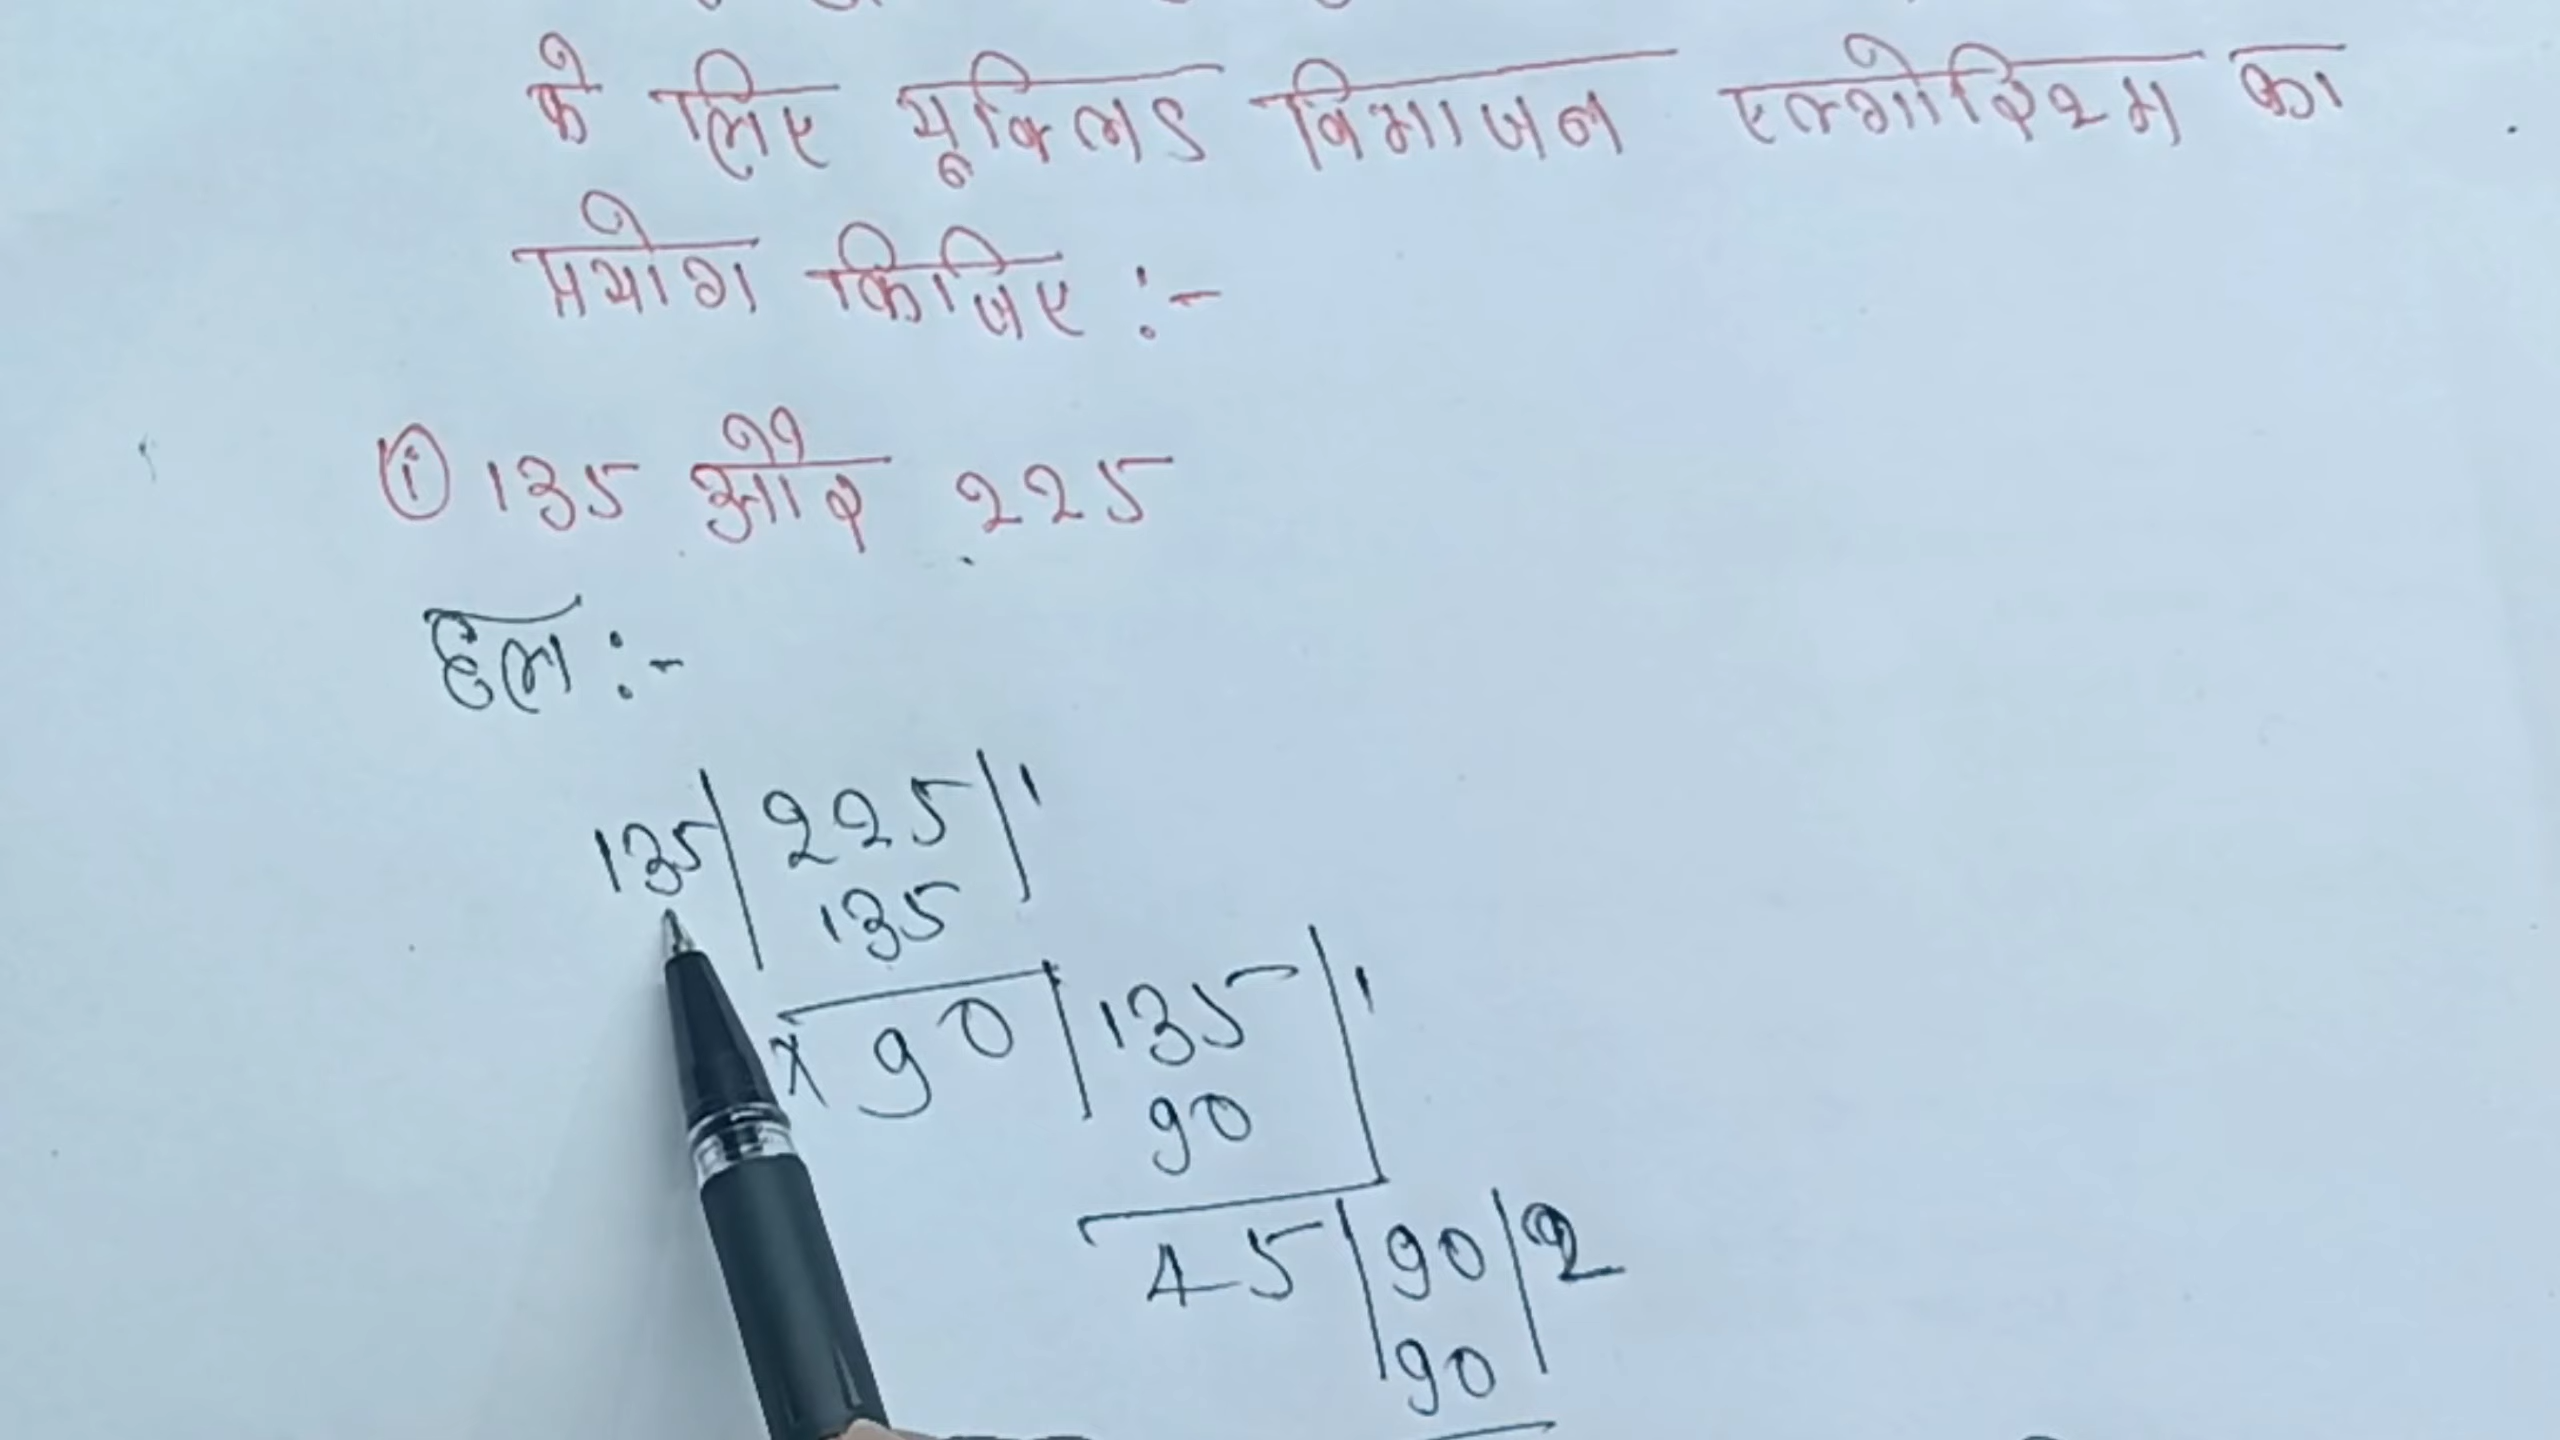 के लिए यूक्लिड विभाजन एल्गोरिथ्म का
प्रयोग किजिए :-
(i) 135 और 225
हल :-
135 | 225 | 1
135
× 90 | 135 | 1
90
45 | 90 | 2
90